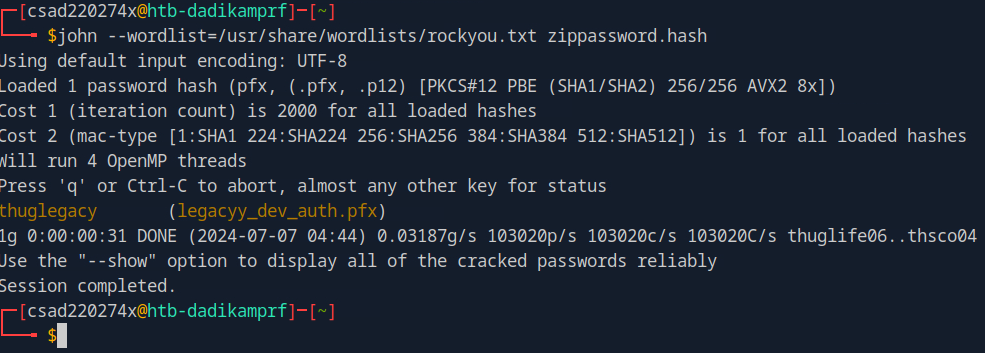 ┌─[csad220274x@htb-dadikamprf]─[~]
└──╼ $john --wordlist=/usr/share/wordlists/rockyou.txt zippassword.hash
Using default input encoding: UTF-8
Loaded 1 password hash (pfx, (.pfx, .p12) [PKCS#12 PBE (SHA1/SHA2) 256/256 AVX2 8x])
Cost 1 (iteration count) is 2000 for all loaded hashes
Cost 2 (mac-type [1:SHA1 224:SHA224 256:SHA256 384:SHA384 512:SHA512]) is 1 for all loaded hashes
Will run 4 OpenMP threads
Press 'q' or Ctrl-C to abort, almost any other key for status
thuglegacy       (legacyy_dev_auth.pfx)
1g 0:00:00:31 DONE (2024-07-07 04:44) 0.03187g/s 103020p/s 103020c/s 103020C/s thuglife06..thsco04
Use the "--show" option to display all of the cracked passwords reliably
Session completed.
┌─[csad220274x@htb-dadikamprf]─[~]
└──╼ $